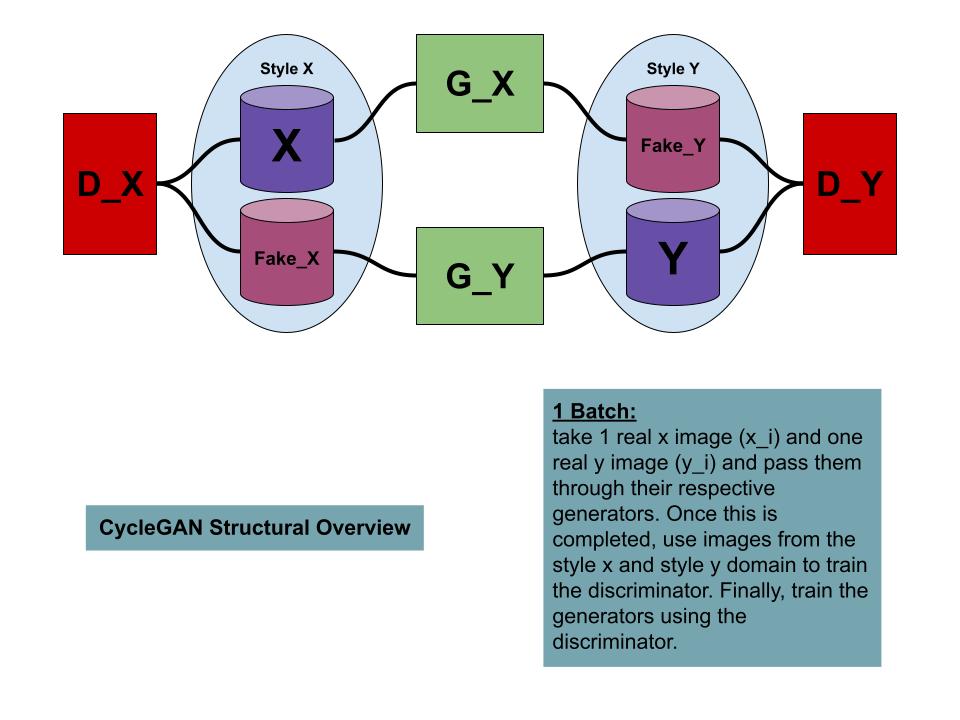 Style X
G_X
Style Y
X
Fake_Y
D_X
D_Y
Fake_X
G_Y
Y
1 Batch:
take 1 real x image (x_i) and one
real y image (y_i) and pass them
through their respective
generators. Once this is
completed, use images from the
style x and style y domain to train
the discriminator. Finally, train the
generators using the
discriminator.
CycleGAN Structural Overview